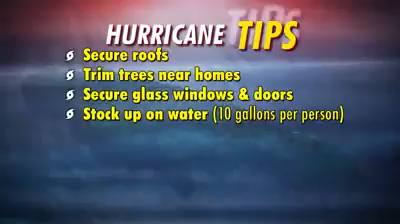 HURRICANE TIPS
Secure roofs
Trim trees near homes
Secure glass windows & doors
Stock up on water (10 gallons per person)